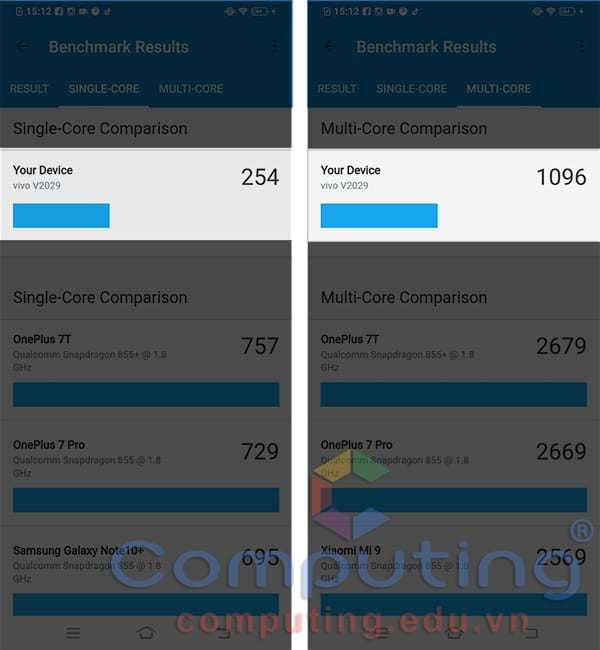 15:12
Benchmark Results
RESULT SINGLE-CORE MULTI-CORE
Single-Core Comparison
Your Device
vivo V2029
254
Single-Core Comparison
OnePlus 7T
Qualcomm Snapdragon 855+ @ 1.8
GHz
757
OnePlus 7 Pro
Qualcomm Snapdragon 855 @ 1.8
GHz
729
Samsung Galaxy Note10+
Qualcomm Snapdragon 855 @ 1.8
GHz
695
15:12
Benchmark Results
RESULT SINGLE-CORE MULTI-CORE
Multi-Core Comparison
Your Device
vivo V2029
1096
Multi-Core Comparison
OnePlus 7T
Qualcomm Snapdragon 855+ @ 1.8
GHz
2679
OnePlus 7 Pro
Qualcomm Snapdragon 855 @ 1.8
GHz
2669
Xiaomi MI 9
Qualcomm Snapdragon 855 @ 1.8
GHz
2569
Computing®
computing.edu.vn